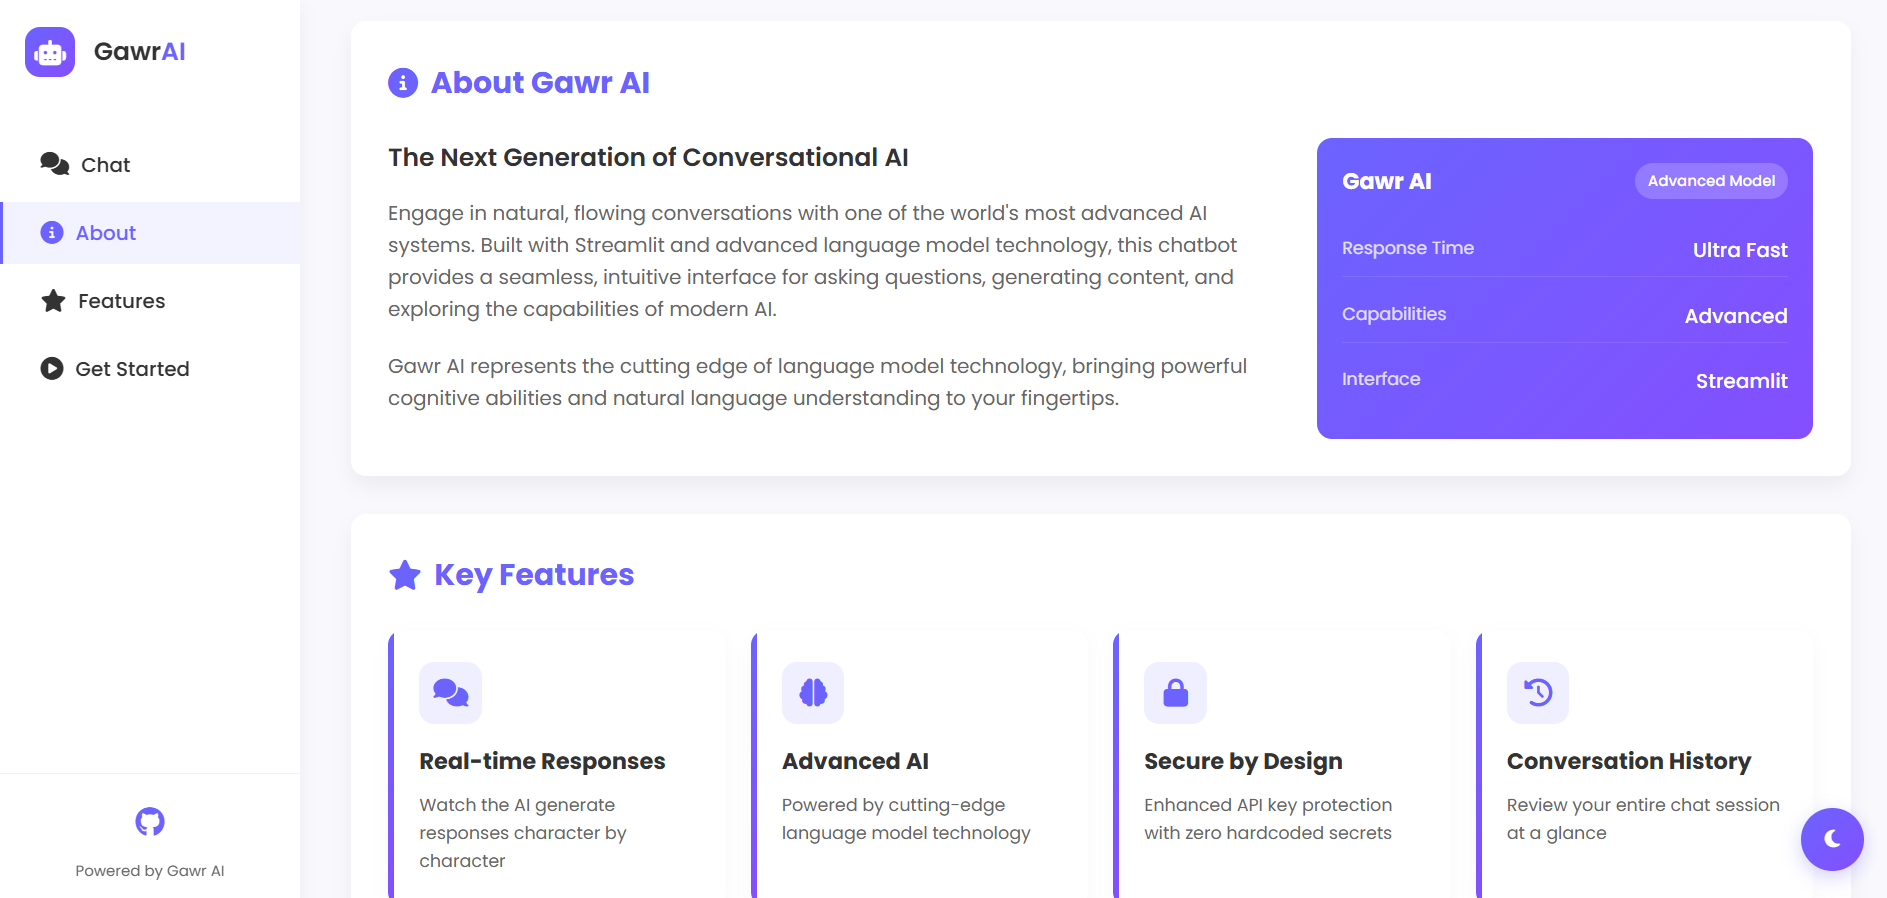 GawrAI
Chat
About
Features
Get Started
Powered by Gawr AI
About Gawr AI
The Next Generation of Conversational AI
Engage in natural, flowing conversations with one of the world's most advanced AI
systems. Built with Streamlit and advanced language model technology, this chatbot
provides a seamless, intuitive interface for asking questions, generating content, and
exploring the capabilities of modern AI.
Gawr AI represents the cutting edge of language model technology, bringing powerful
cognitive abilities and natural language understanding to your fingertips.
Gawr AI
Advanced Model
Response Time
Ultra Fast
Capabilities
Advanced
Interface
Streamlit
Key Features
Real-time Responses
Watch the AI generate
responses character by
character
Advanced AI
Powered by cutting-edge
language model technology
Secure by Design
Enhanced API key protection
with zero hardcoded secrets
Conversation History
Review your entire chat session
at a glance